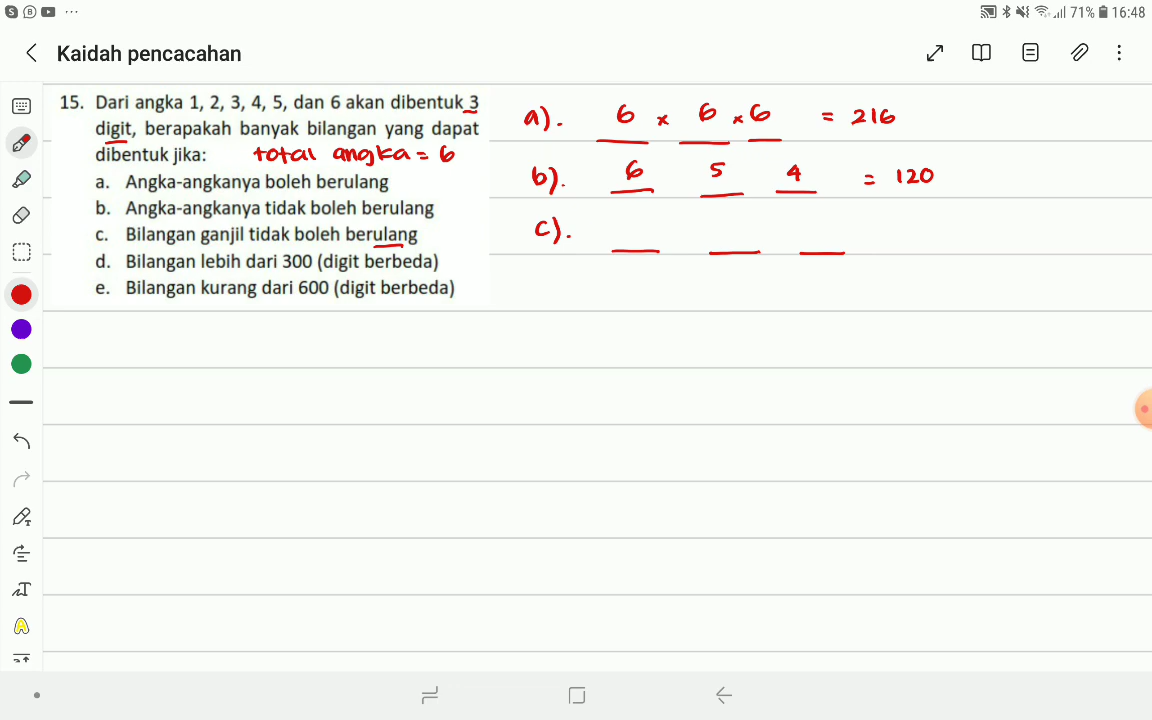 71% 16:48
Kaidah pencacahan
15. Dari angka 1, 2, 3, 4, 5, dan 6 akan dibentuk 3
digit, berapakah banyak bilangan yang dapat
dibentuk jika:
total angka = 6
a. Angka-angkanya boleh berulang
b. Angka-angkanya tidak boleh berulang
c. Bilangan ganjil tidak boleh berulang
d. Bilangan lebih dari 300 (digit berbeda)
e. Bilangan kurang dari 600 (digit berbeda)
a). 6 x 6 x 6 = 216
b). 6 5 4 = 120
c).